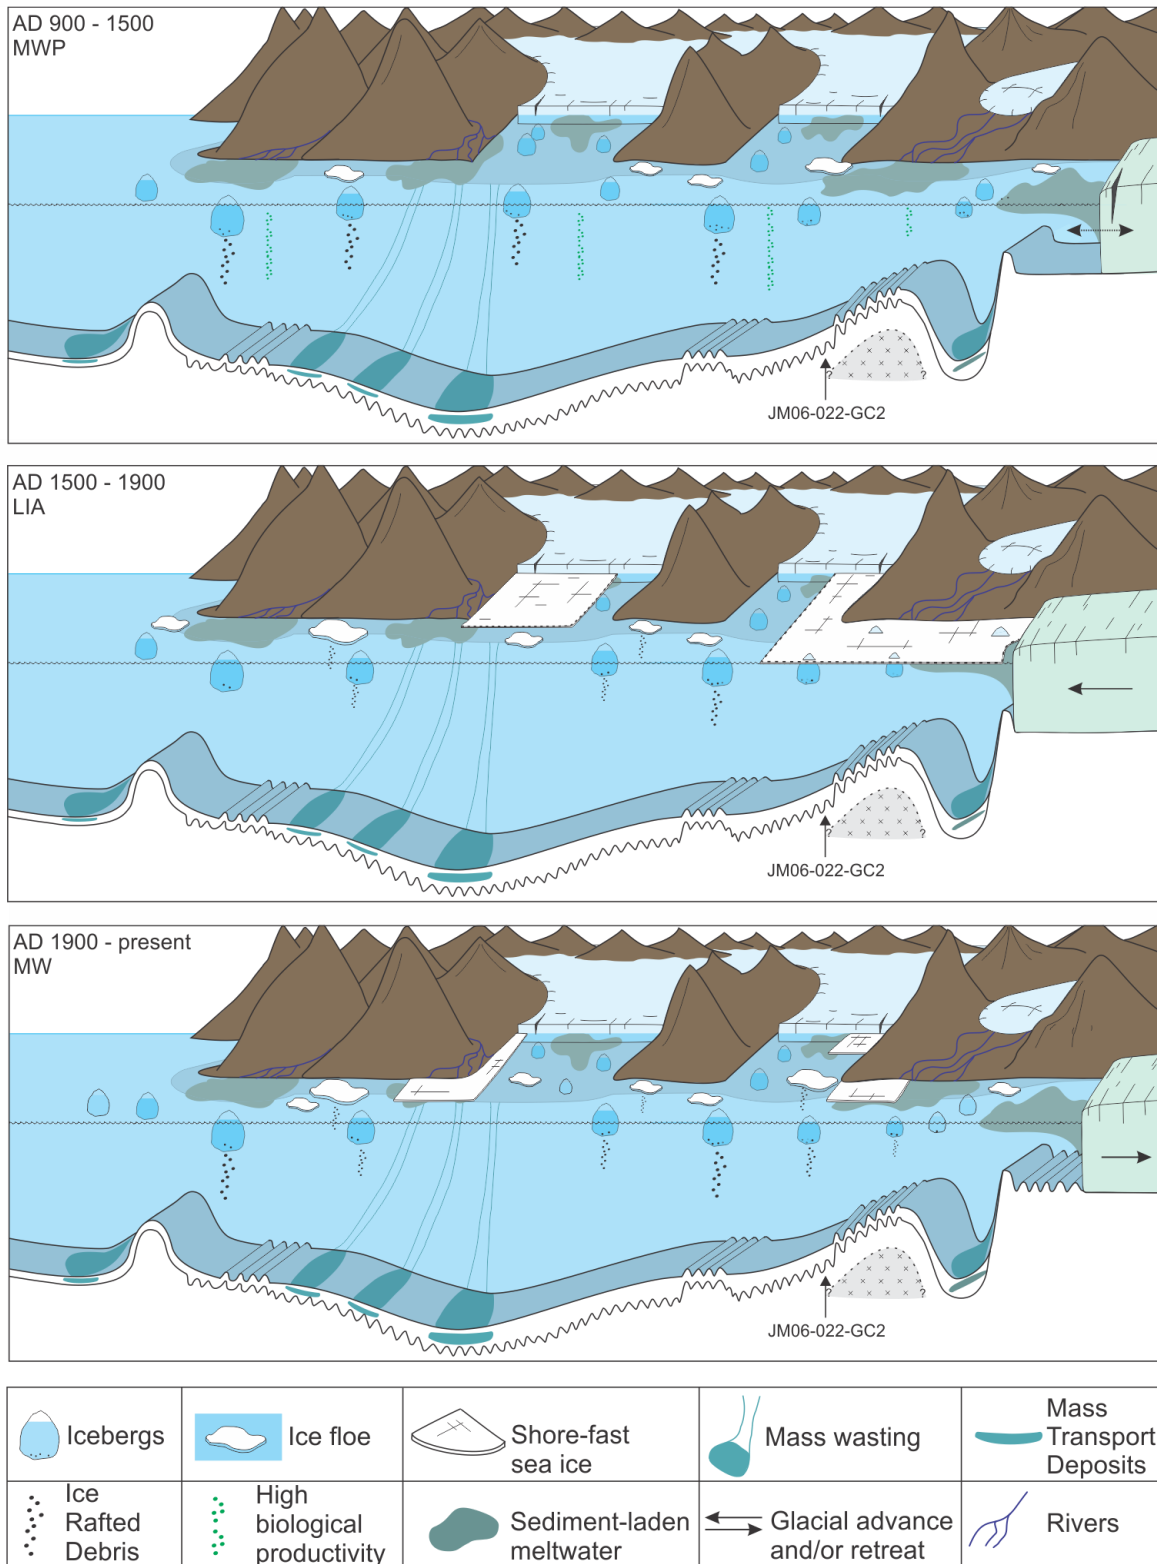 AD 900 - 1500
MWP
? ?
JM06-022-GC2
AD 1500 - 1900
LIA
? ?
JM06-022-GC2
AD 1900 - present
MW
? ?
JM06-022-GC2
Icebergs
Ice floe
Shore-fast
sea ice
Mass wasting
Mass
Transport
Deposits
Ice
Rafted
Debris
High
biological
productivity
Sediment-laden
meltwater
Glacial advance
and/or retreat
Rivers